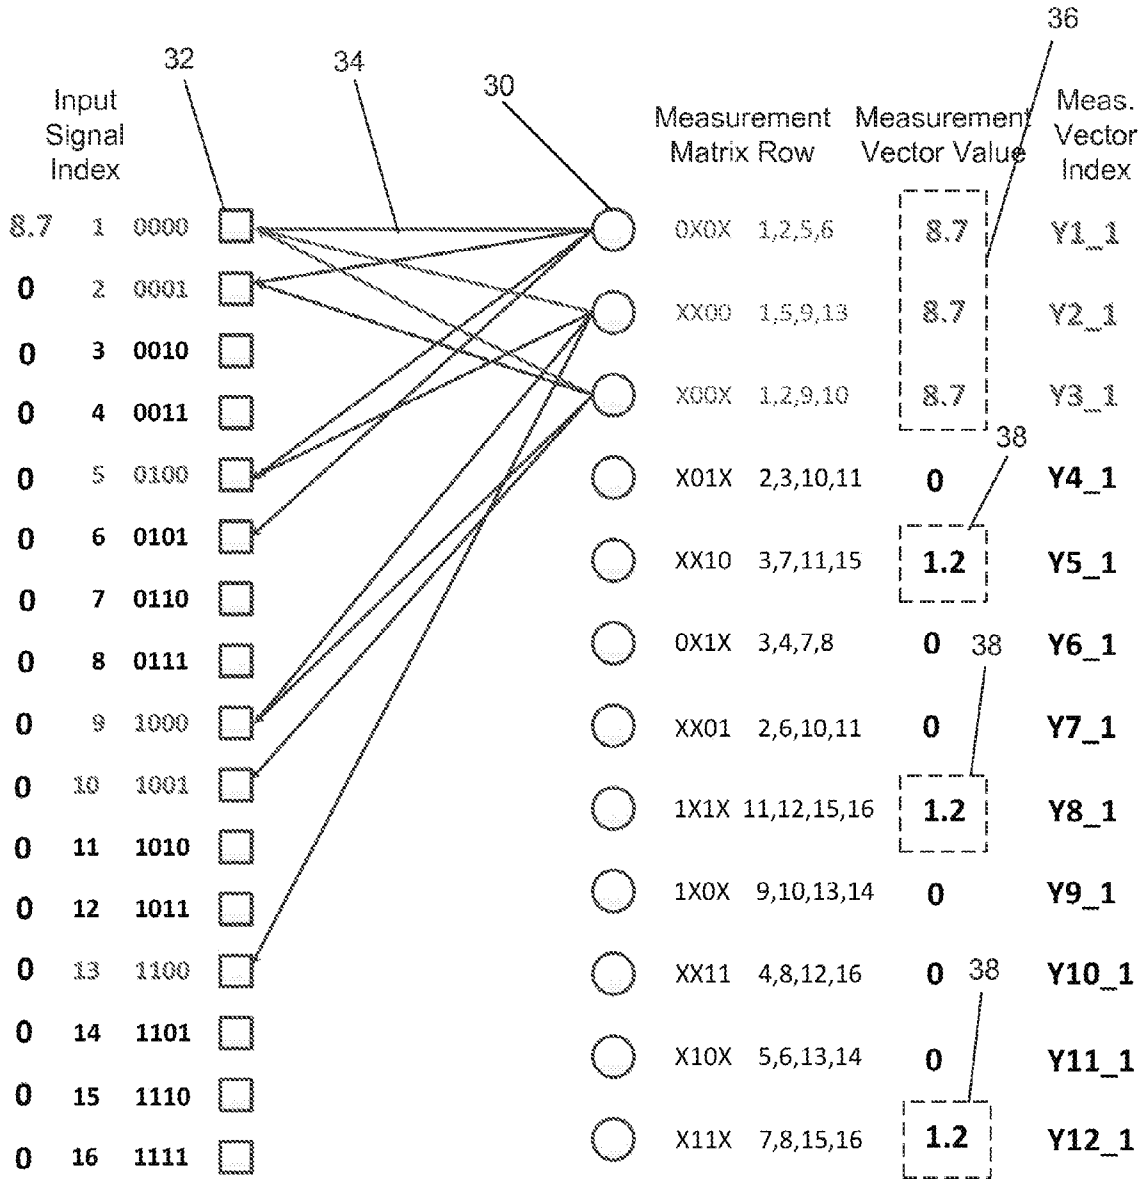 36
32
34
30
Input Signal Index
Measurement Matrix Row
Measurement Vector Value
Meas. Vector Index
8.7 1 0000 0X0X 1,2,5,6 8.7 Y1_1
0 2 0001
XX00 1,5,9,13 8.7 Y2_1
0 3 0010
X00X 1,2,9,10 8.7 Y3_1
0 4 0011
38
0 5 0100 X01X 2,3,10,11 0 Y4_1
0 6 0101
XX10 3,7,11,15 1.2 Y5_1
0 7 0110
0 8 0111 0X1X 3,4,7,8 0 38 Y6_1
0 9 1000 XX01 2,6,10,11 0 Y7_1
0 10 1001
1X1X 11,12,15,16 1.2 Y8_1
0 11 1010
0 12 1011 1X0X 9,10,13,14 0 Y9_1
0 13 1100 XX11 4,8,12,16 0 38 Y10_1
0 14 1101
X10X 5,6,13,14 0 Y11_1
0 15 1110
X11X 7,8,15,16 1.2 Y12_1
0 16 1111